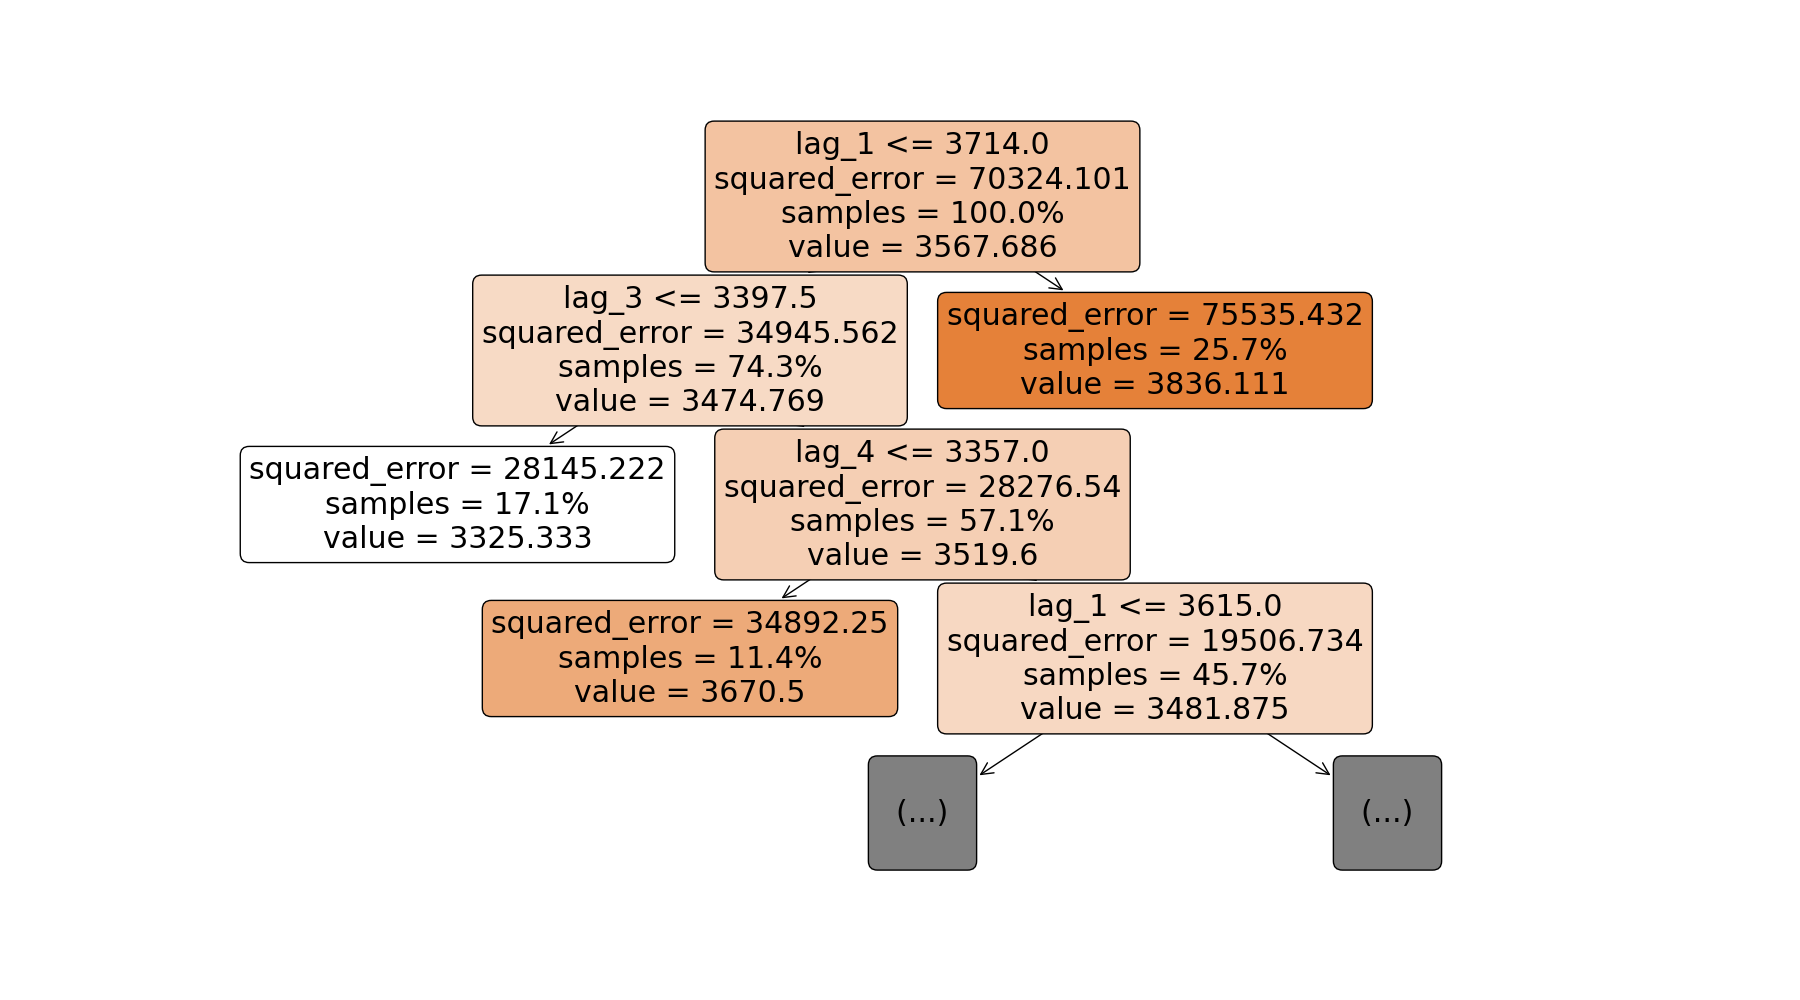 lag_1 <= 3714.0
squared_error = 70324.101
samples = 100.0%
value = 3567.686
lag_3 <= 3397.5
squared_error = 34945.562
samples = 74.3%
value = 3474.769
squared_error = 75535.432
samples = 25.7%
value = 3836.111
squared_error = 28145.222
samples = 17.1%
value = 3325.333
lag_4 <= 3357.0
squared_error = 28276.54
samples = 57.1%
value = 3519.6
squared_error = 34892.25
samples = 11.4%
value = 3670.5
lag_1 <= 3615.0
squared_error = 19506.734
samples = 45.7%
value = 3481.875
(...)
(...)